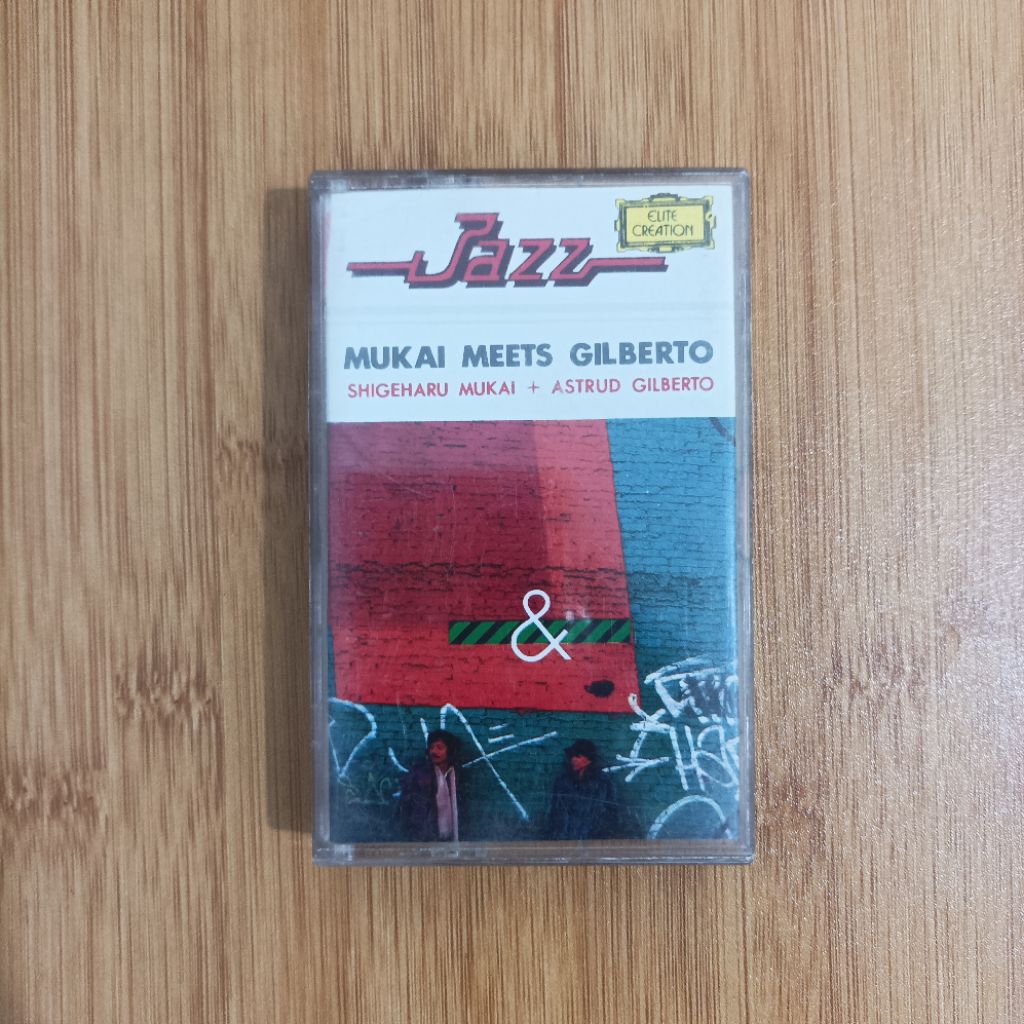 Jazz
ELITE
CREATION
MUKAI MEETS GILBERTO
SHIGEHARU MUKAI + ASTRUD GILBERTO
&